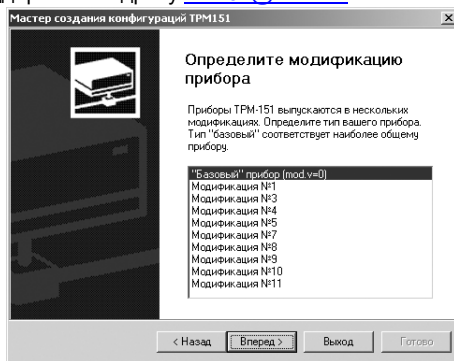 Мастер создания конфигураций ТРМ151
Определите модификацию
прибора
Приборы ТРМ-151 выпускаются в нескольких
модификациях. Определите тип вашего прибора.
Тип "базовый" соответствует наиболее общему
прибору.
"Базовый" прибор (mod.v=0)
Модификация №1
Модификация №3
Модификация №4
Модификация №5
Модификация №7
Модификация №8
Модификация №9
Модификация №10
Модификация №11
< Назад
Вперед >
Выход
Готово